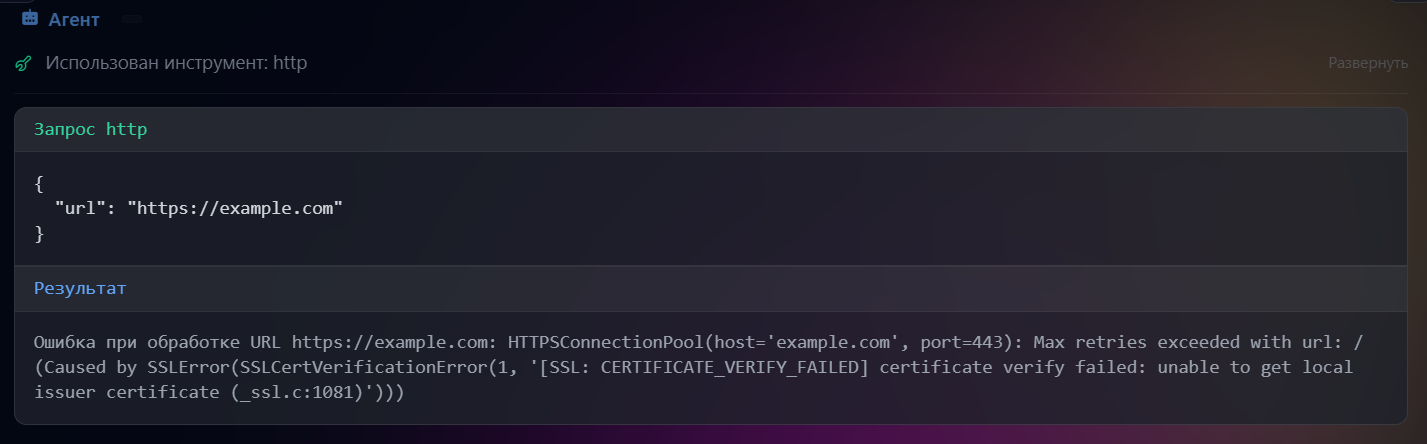 Агент
Использован инструмент: http
Развернуть
Запрос http
{
"url": "https://example.com"
}
Результат
Ошибка при обработке URL https://example.com: HTTPSConnectionPool(host='example.com', port=443): Max retries exceeded with url: /
(Caused by SSLError(SSLCertVerificationError(1, '[SSL: CERTIFICATE_VERIFY_FAILED] certificate verify failed: unable to get local
issuer certificate (_ssl.c:1081)')))